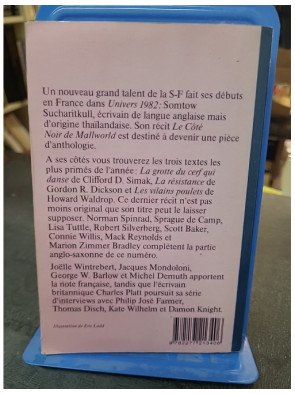 Un nouveau grand talent de la S-F fait ses débuts
en France dans Univers 1982: Somtow
Sucharitkull, écrivain de langue anglaise mais
d'origine thaïlandaise. Son récit Le Côté
Noir de Mallworld est destiné à devenir une pièce
d'anthologie.
A ses côtés vous trouverez les trois textes les
plus primés de l'année: La grotte du cerf qui
danse de Clifford D. Simak, La résistance de
Gordon R. Dickson et Les vilains poulets de
Howard Waldrop. Ce dernier récit n'est pas
moins original que son titre peut le laisser
supposer. Norman Spinrad, Sprague de Camp,
Lisa Tuttle, Robert Silverberg, Scott Baker,
Connie Willis, Mack Reynolds et
Marion Zimmer Bradley complètent la partie
anglo-saxonne de ce numéro.
Joëlle Wintrebert, Jacques Mondoloni,
George W. Barlow et Michel Demuth apportent
la note française, tandis que l'écrivain
britannique Charles Platt poursuit sa série
d'interviews avec Philip José Farmer,
Thomas Disch, Kate Wilhelm et Damon Knight.
Illustration de Eric Ladd